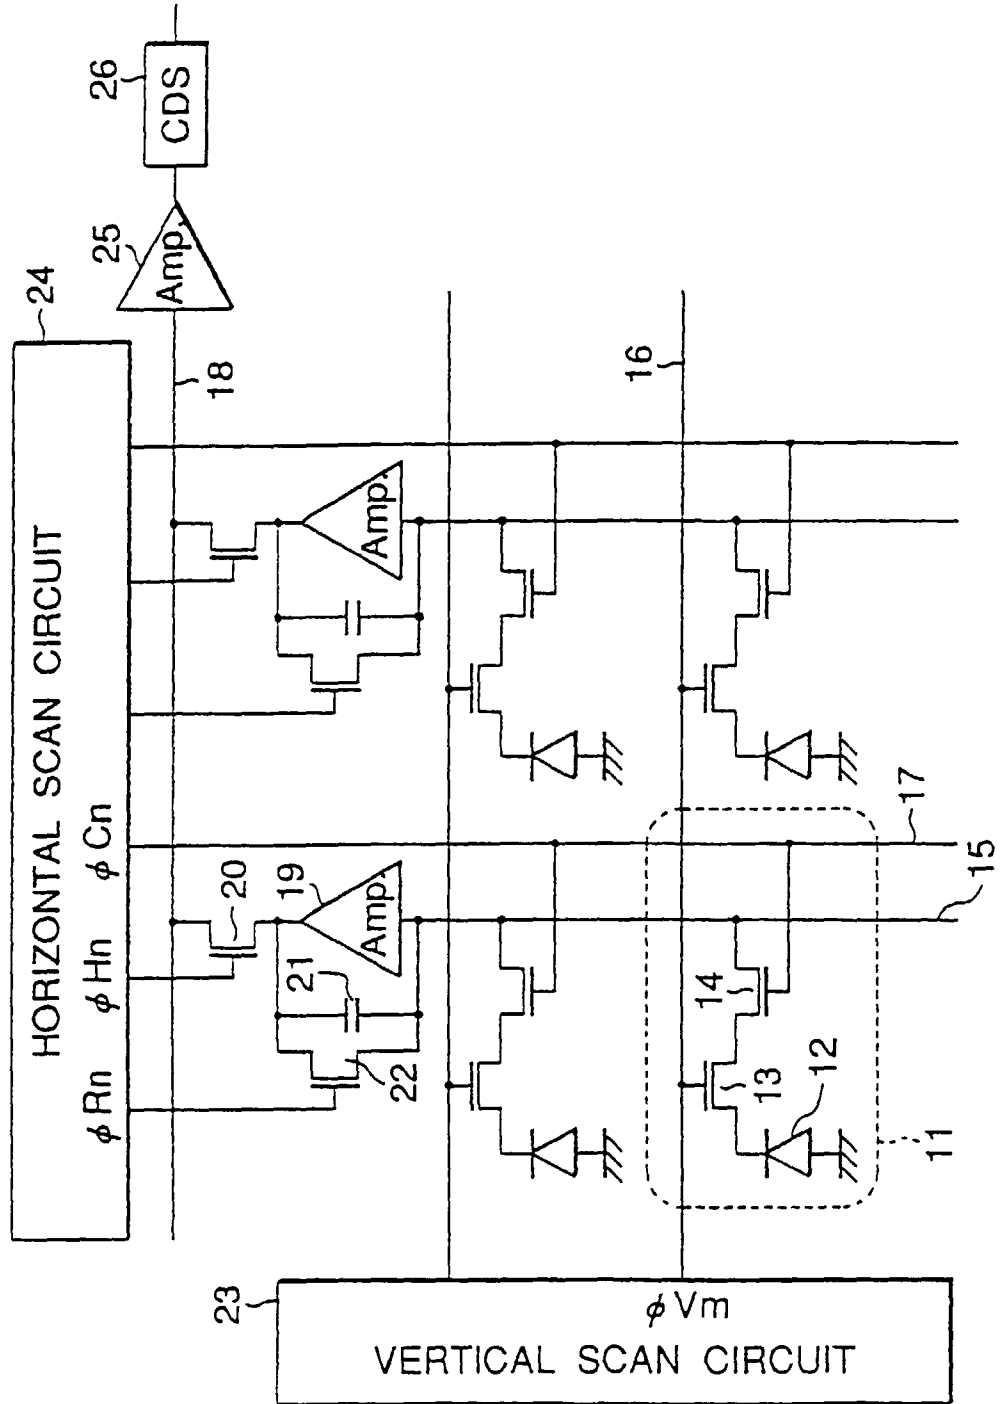 HORIZONTAL SCAN CIRCUIT
24
φRn
φHn
φCn
18
25
Amp.
26
CDS
20
19
Amp.
21
22
Amp.
16
14
13
12
11
17
15
23
φVm
VERTICAL SCAN CIRCUIT